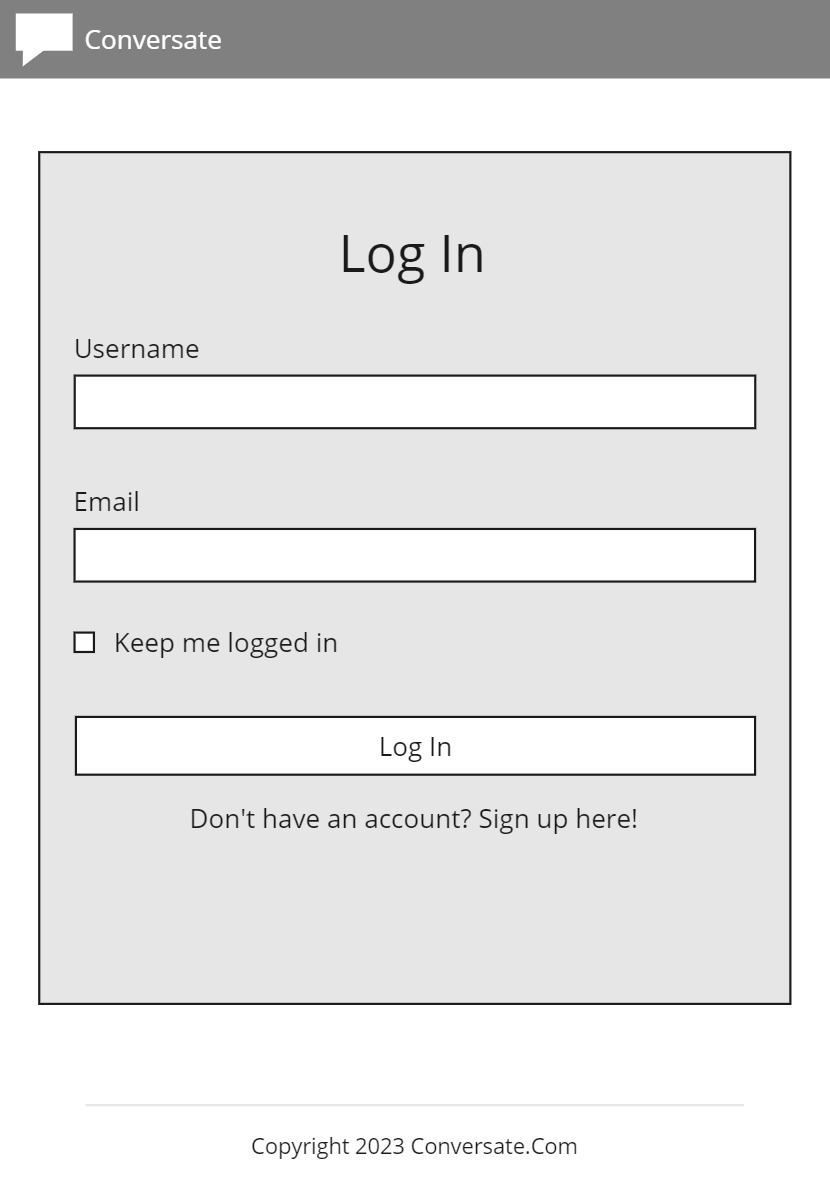 Conversate
Log In
Username
Email
Keep me logged in
Log In
Don't have an account? Sign up here!
Copyright 2023 Conversate.Com